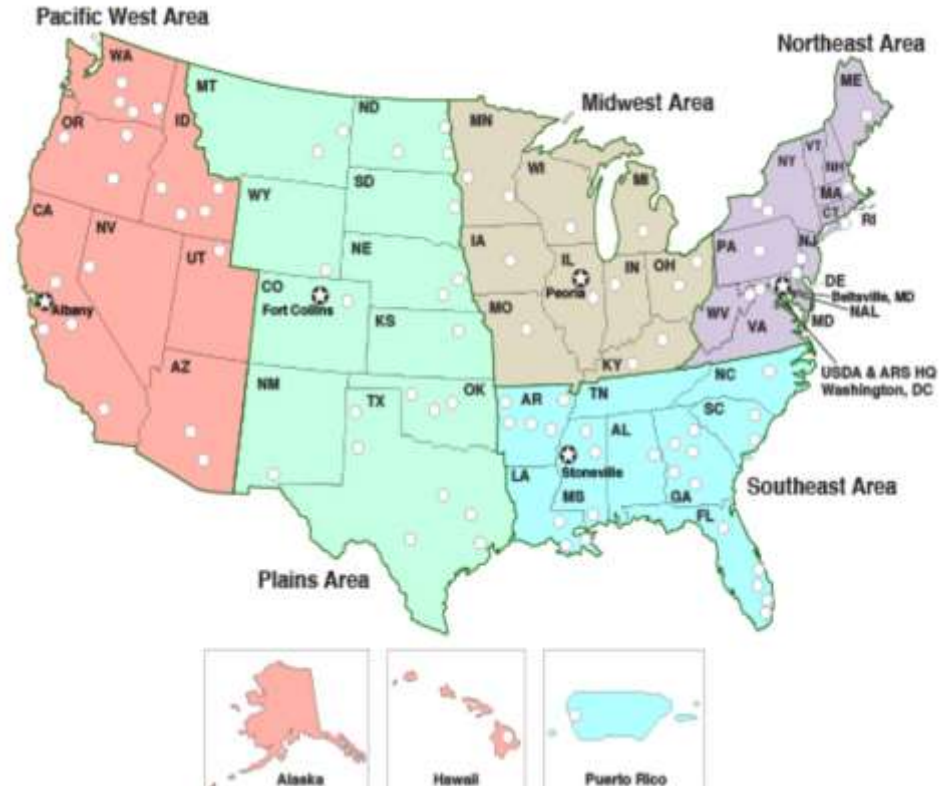 Pacific West Area
Northeast Area
Midwest Area
WA
MT
ND
MN
ME
OR
ID
WI
MI
NY
VT
NH
MA
CT
RI
SD
WY
CA
NV
UT
NE
IA
PA
NJ
IL
IN
OH
CO
Peoria
DE
Beltsville, MD
NAL
Albany
Fort Collins
MO
WV
VA
MD
KS
KY
USDA & ARS HQ
Washington, DC
AZ
NM
TX
OK
AR
TN
NC
SC
AL
LA
Stoneville
MS
GA
Southeast Area
FL
Plains Area
Alaska
Hawaii
Puerto Rico